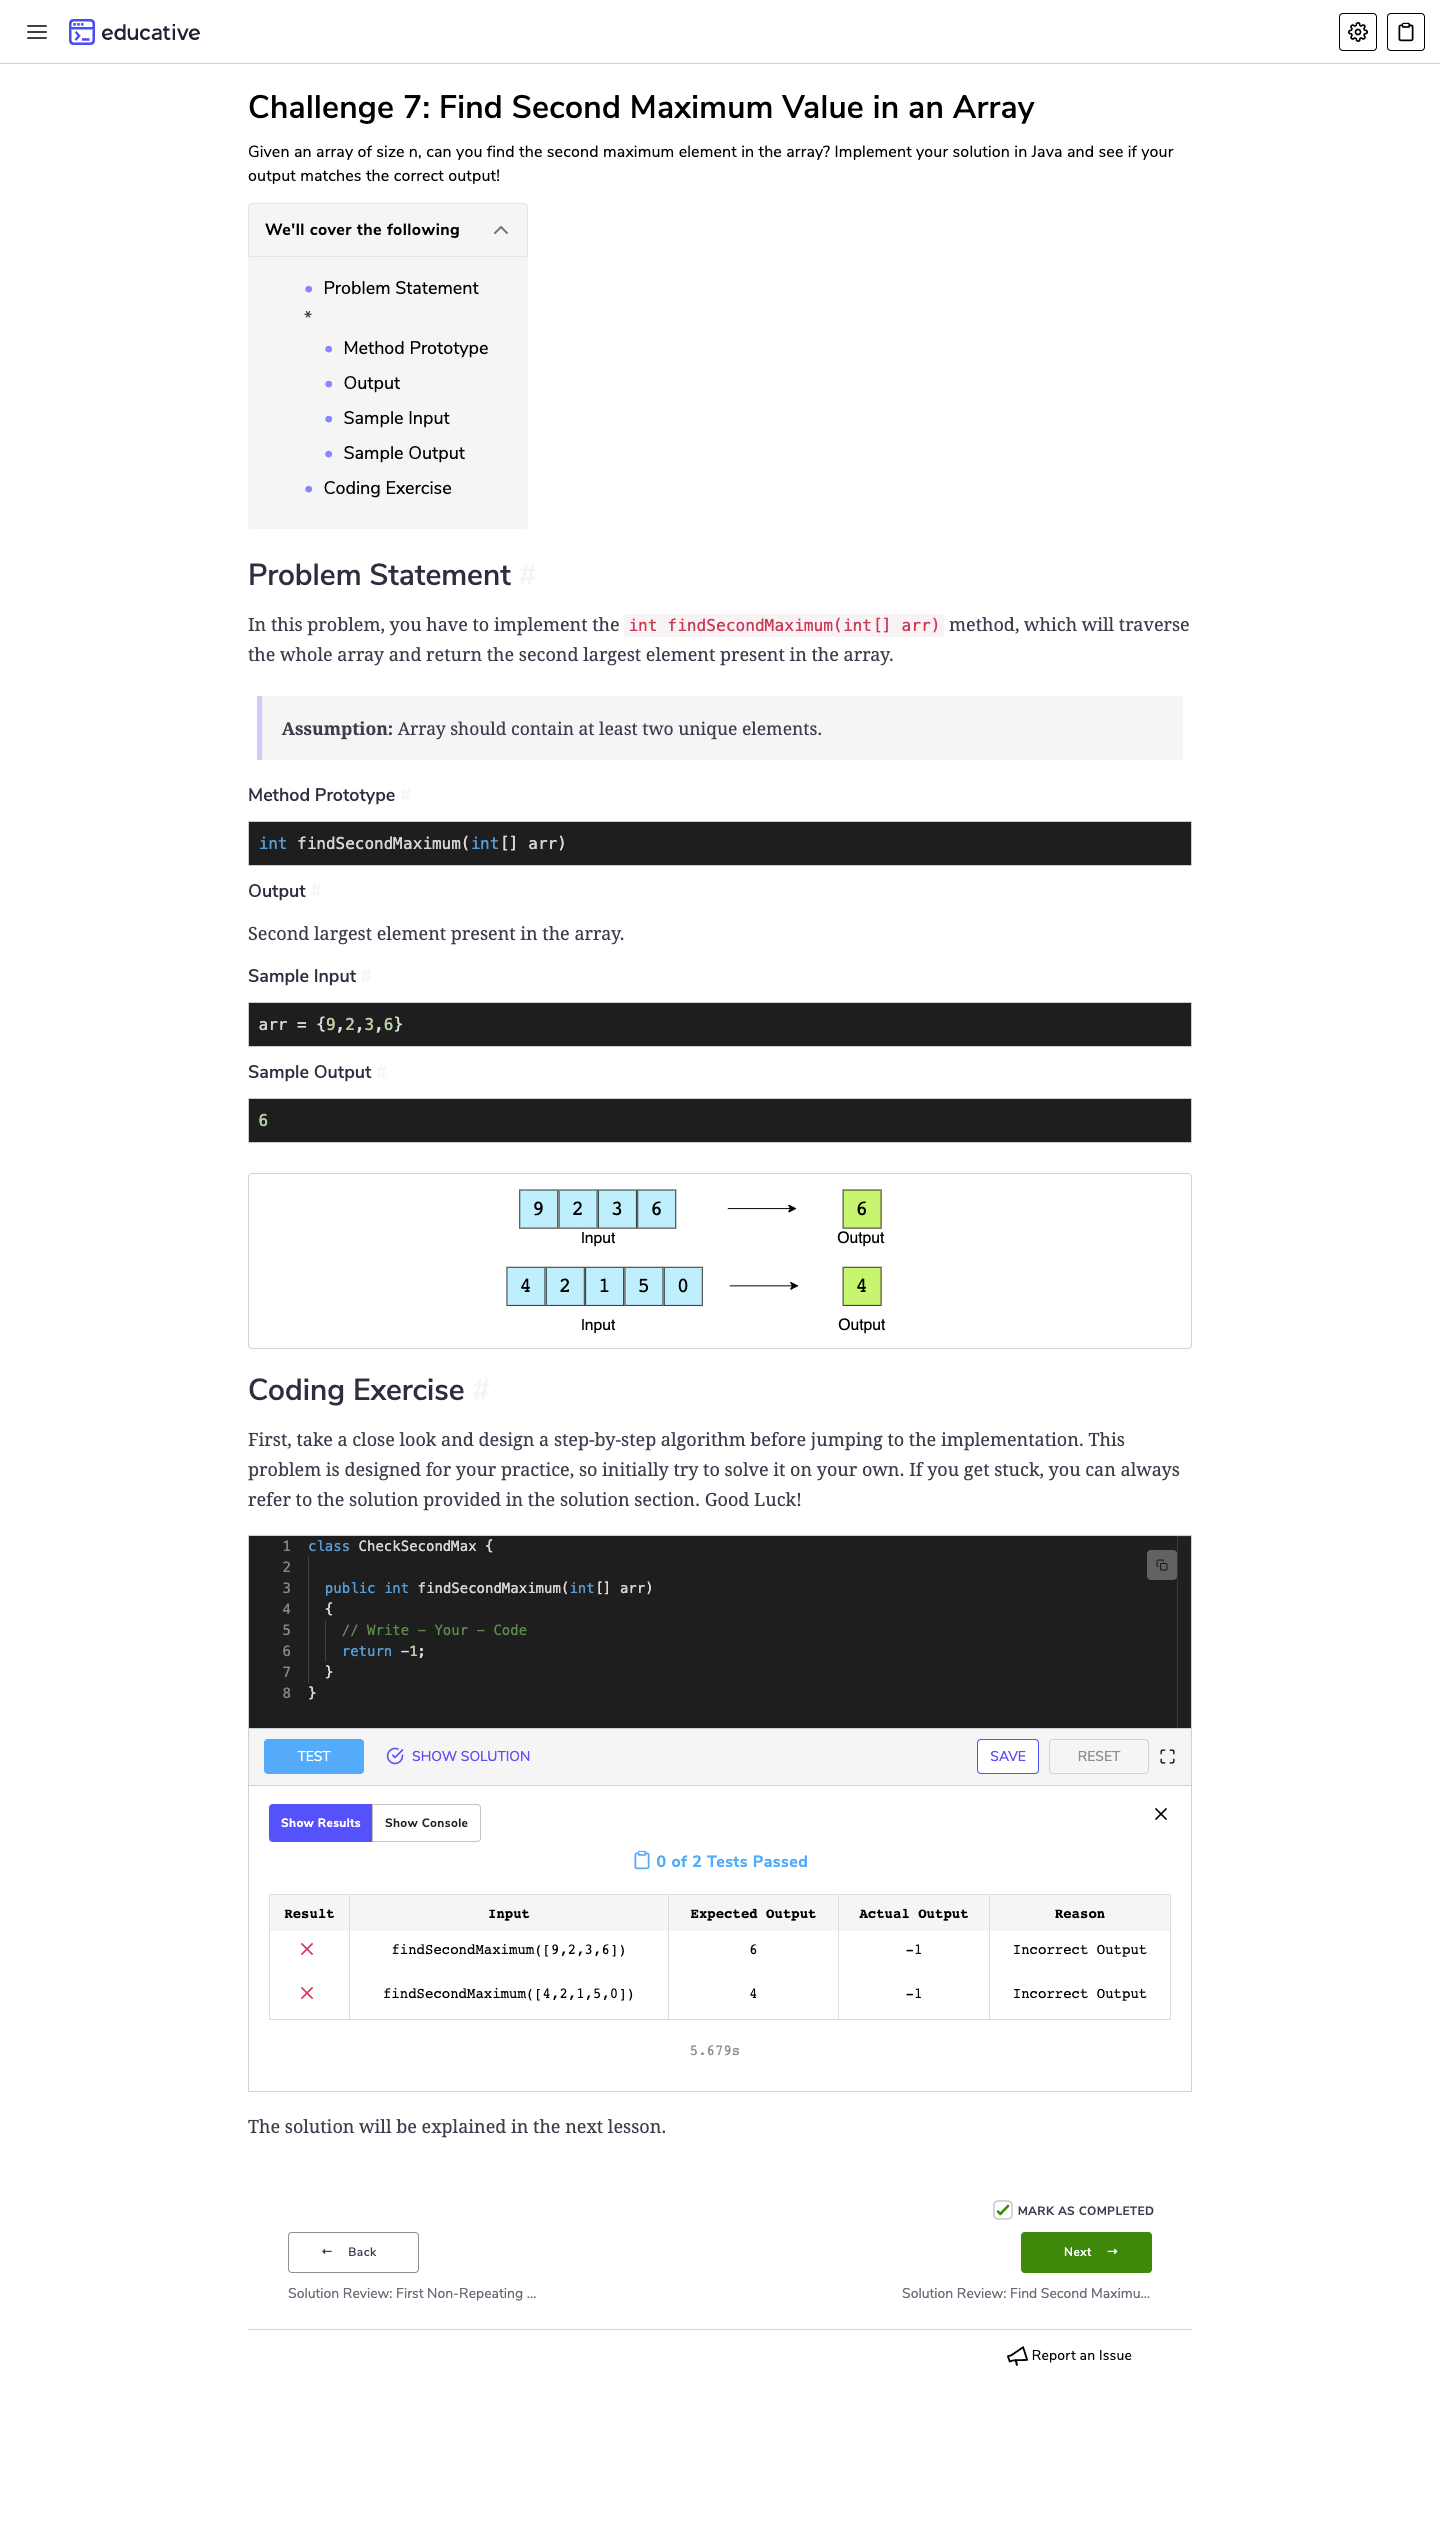 educative
Challenge 7: Find Second Maximum Value in an Array
Given an array of size n, can you find the second maximum element in the array? Implement your solution in Java and see if your
output matches the correct output!
We'll cover the following
Problem Statement
*
Method Prototype
Output
Sample Input
Sample Output
Coding Exercise
Problem Statement #
In this problem, you have to implement the int findSecondMaximum(int[] arr) method, which will traverse
the whole array and return the second largest element present in the array.
Assumption: Array should contain at least two unique elements.
Method Prototype #
int findSecondMaximum(int[] arr)
Output #
Second largest element present in the array.
Sample Input #
arr = {9,2,3,6}
Sample Output #
6
9 2 3 6 6
Input Output
4 2 1 5 0 4
Input Output
Coding Exercise #
First, take a close look and design a step-by-step algorithm before jumping to the implementation. This
problem is designed for your practice, so initially try to solve it on your own. If you get stuck, you can always
refer to the solution provided in the solution section. Good Luck!
1 class CheckSecondMax {
2
3 public int findSecondMaximum(int[] arr)
4 {
5 // Write - Your - Code
6 return -1;
7 }
8 }
TEST SHOW SOLUTION SAVE RESET
Show Results Show Console
0 of 2 Tests Passed
Result Input Expected Output Actual Output Reason
findSecondMaximum([9,2,3,6]) 6 -1 Incorrect Output
findSecondMaximum([4,2,1,5,0]) 4 -1 Incorrect Output
5.679s
The solution will be explained in the next lesson.
MARK AS COMPLETED
← Back Next →
Solution Review: First Non-Repeating ... Solution Review: Find Second Maximu...
Report an Issue